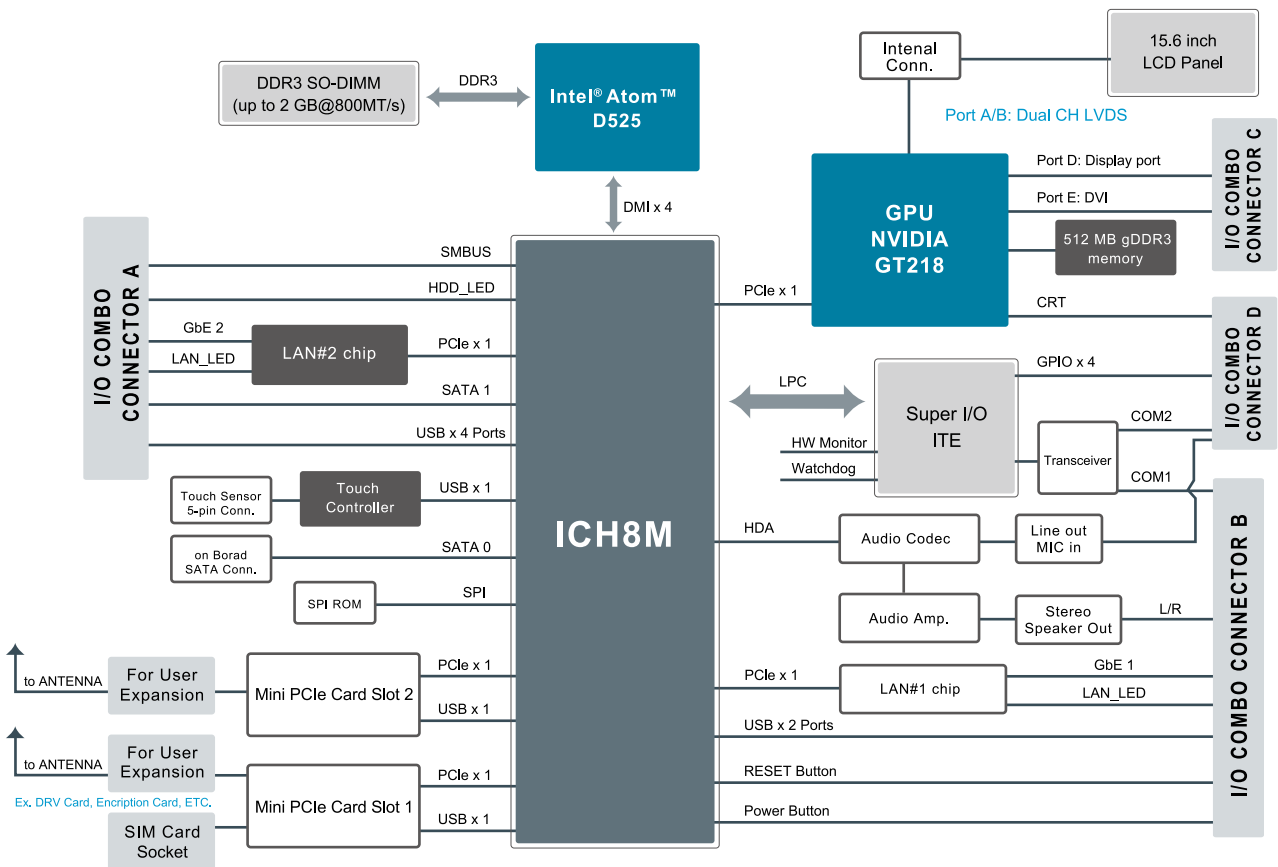 DDR3 SO-DIMM
(up to 2 GB@800MT/s)
DDR3
Intel® Atom™
D525
DMI x 4
Intenal
Conn.
15.6 inch
LCD Panel
Port A/B: Dual CH LVDS
GPU
NVIDIA
GT218
Port D: Display port
Port E: DVI
512 MB gDDR3
memory
CRT
I/O COMBO
CONNECTOR C
I/O COMBO
CONNECTOR A
SMBUS
HDD_LED
GbE 2
LAN_LED
LAN#2 chip
PCIe x 1
SATA 1
USB x 4 Ports
Touch Sensor
5-pin Conn.
Touch
Controller
USB x 1
on Borad
SATA Conn.
SATA 0
SPI ROM
SPI
to ANTENNA
For User
Expansion
Mini PCIe Card Slot 2
PCIe x 1
USB x 1
to ANTENNA
For User
Expansion
Ex. DRV Card, Encription Card, ETC.
SIM Card
Socket
Mini PCIe Card Slot 1
PCIe x 1
USB x 1
ICH8M
PCIe x 1
LPC
Super I/O
ITE
HW Monitor
Watchdog
GPIO x 4
Transceiver
COM2
COM1
I/O COMBO
CONNECTOR D
HDA
Audio Codec
Line out
MIC in
Audio Amp.
Stereo
Speaker Out
L/R
PCIe x 1
LAN#1 chip
GbE 1
LAN_LED
USB x 2 Ports
RESET Button
Power Button
I/O COMBO CONNECTOR B